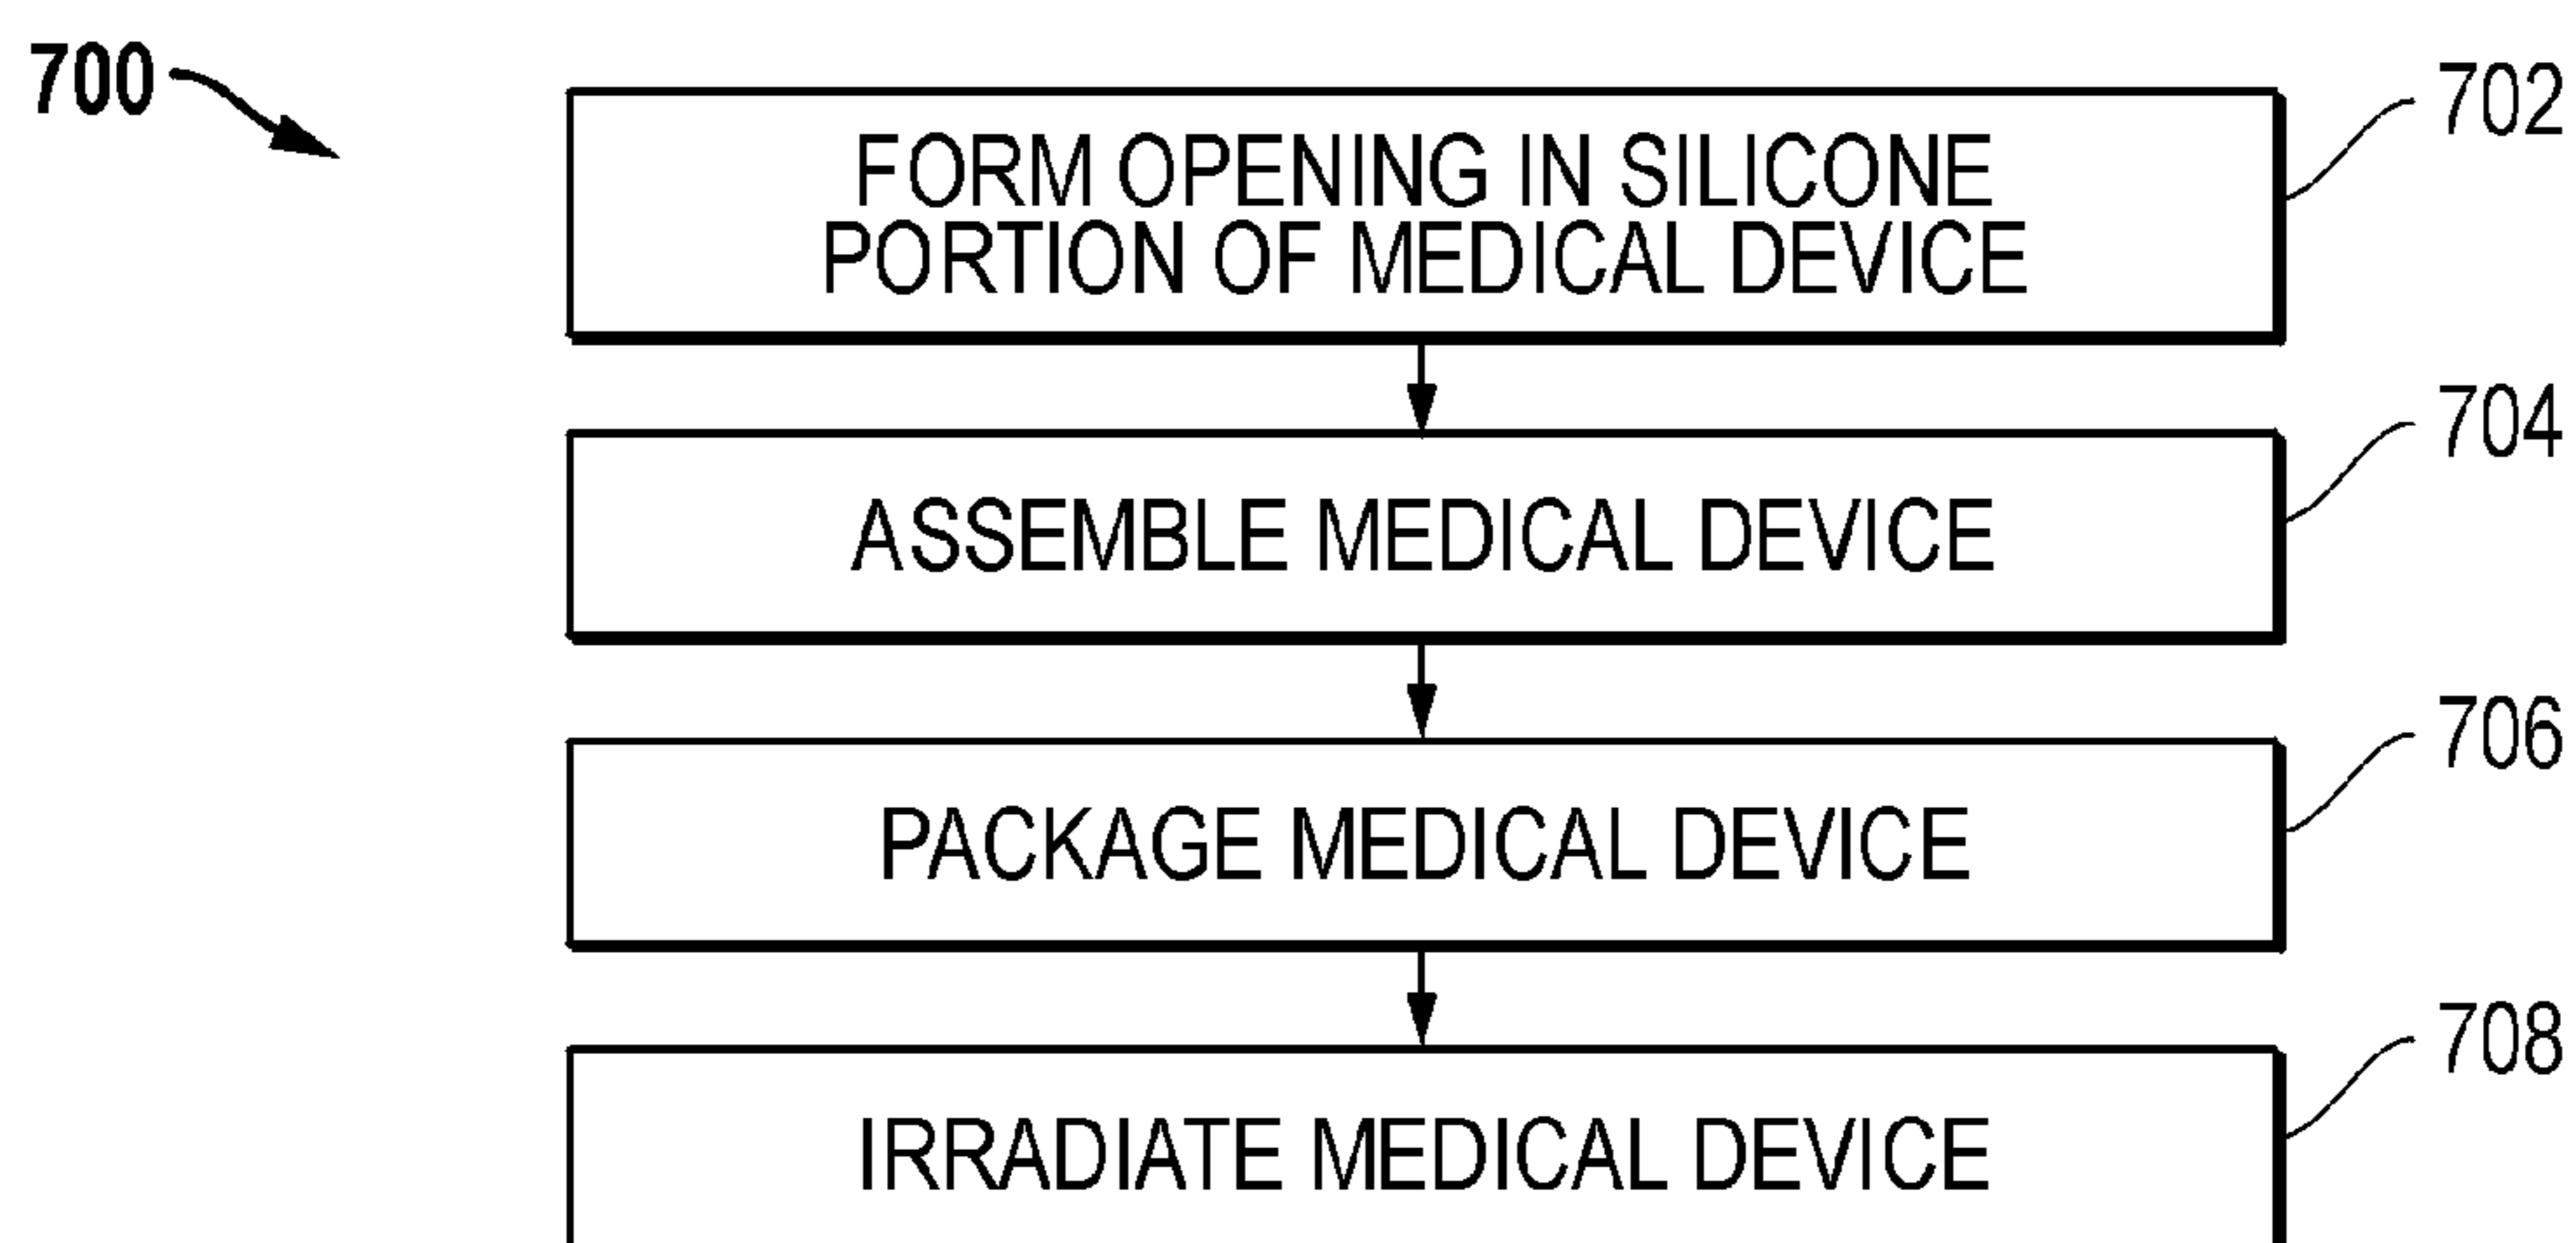 700
FORM OPENING IN SILICONE
PORTION OF MEDICAL DEVICE
702
ASSEMBLE MEDICAL DEVICE
704
PACKAGE MEDICAL DEVICE
706
IRRADIATE MEDICAL DEVICE
708